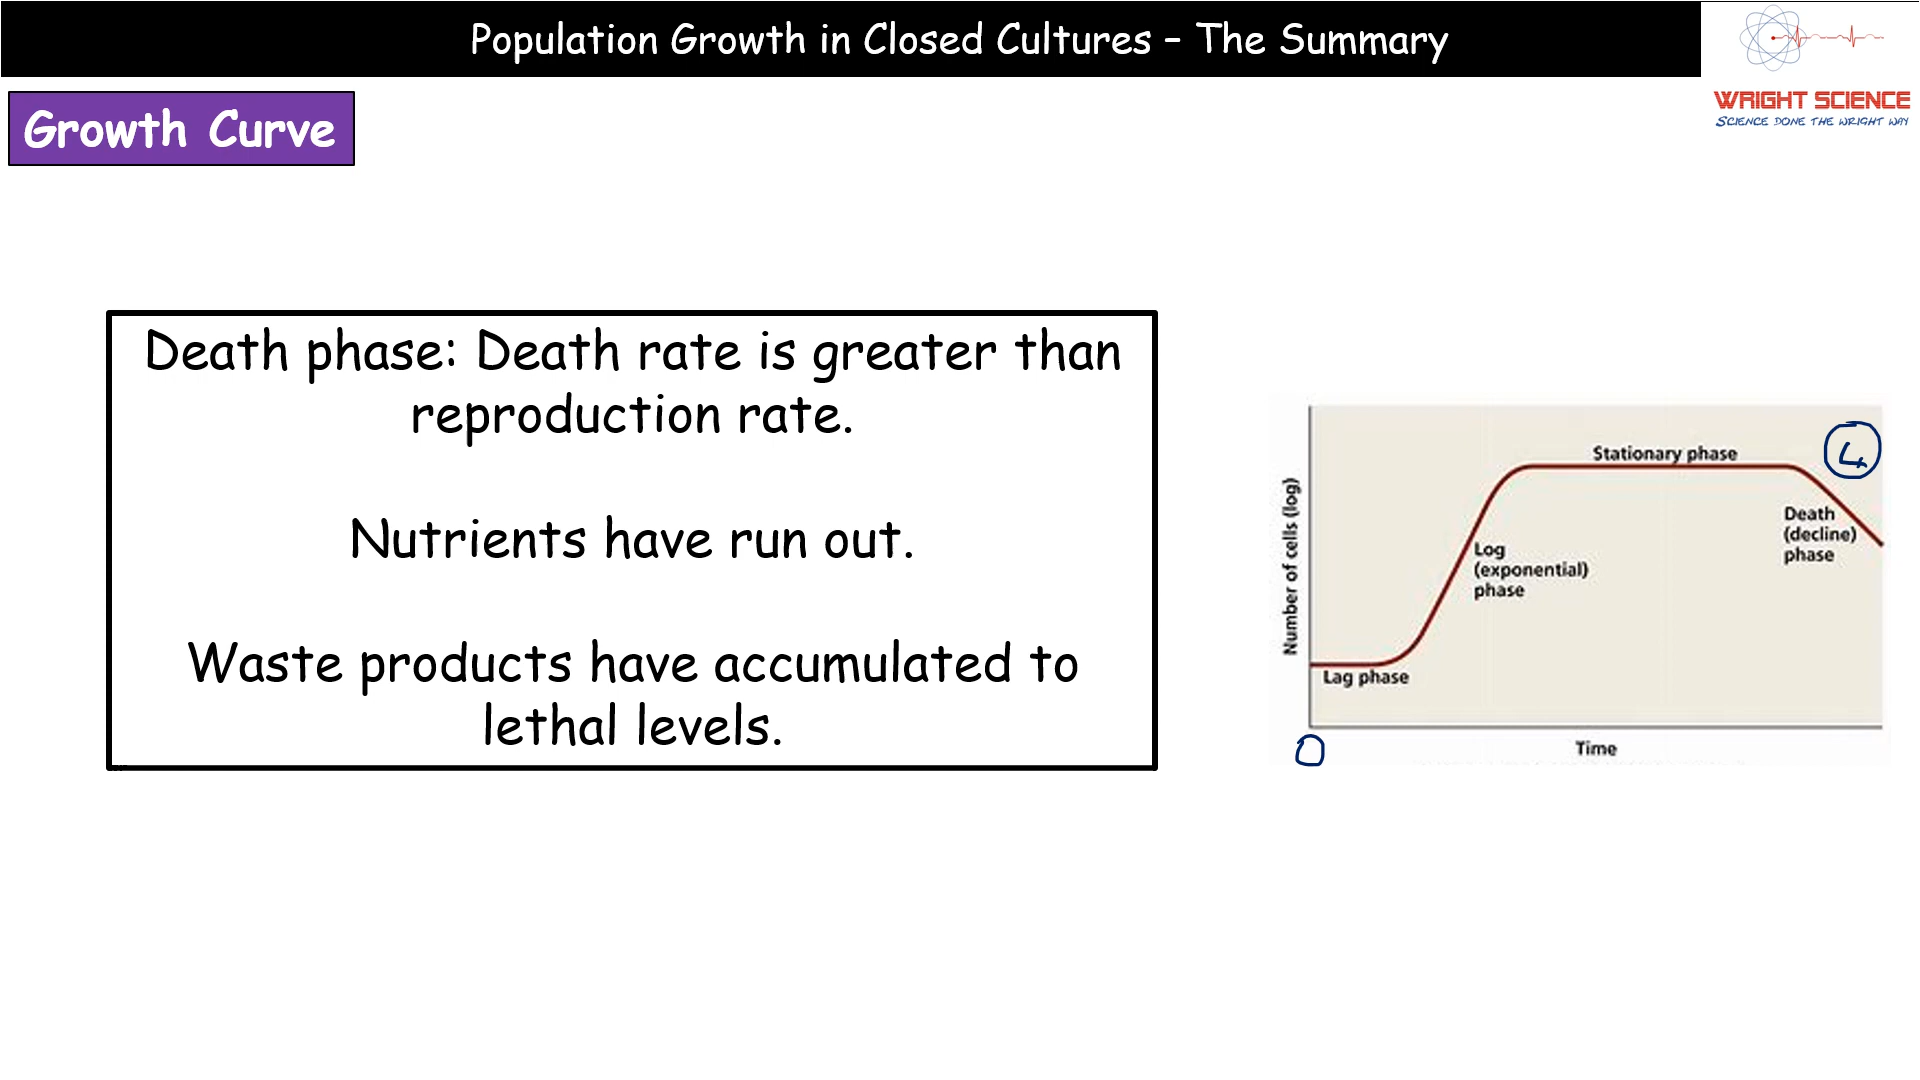 Population Growth in Closed Cultures – The Summary
WRIGHT SCIENCE
SCIENCE DONE THE WRIGHT WAY
Growth Curve
Death phase: Death rate is greater than
reproduction rate.
Nutrients have run out.
Waste products have accumulated to
lethal levels.
Number of cells (log)
Stationary phase
4
Death
(decline)
phase
Log
(exponential)
phase
Lag phase
0
Time